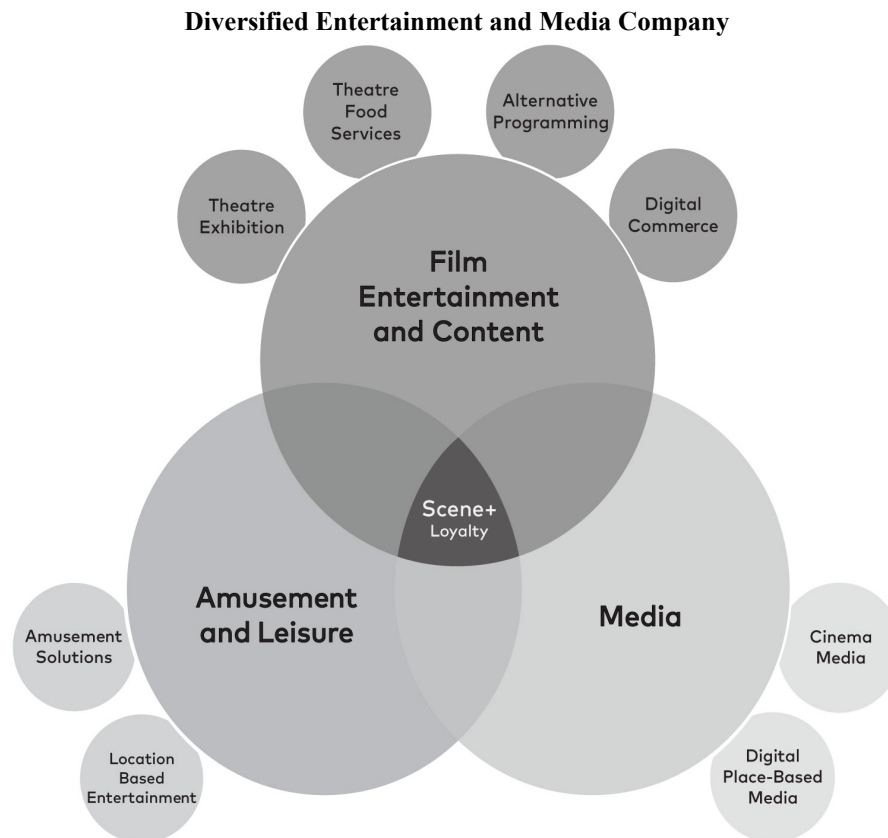 Diversified Entertainment and Media Company
Theatre
Food
Services
Alternative
Programming
Theatre
Exhibition
Digital
Commerce
Film
Entertainment
and Content
Scene+
Loyalty
Amusement
and Leisure
Media
Amusement
Solutions
Cinema
Media
Location
Based
Entertainment
Digital
Place-Based
Media